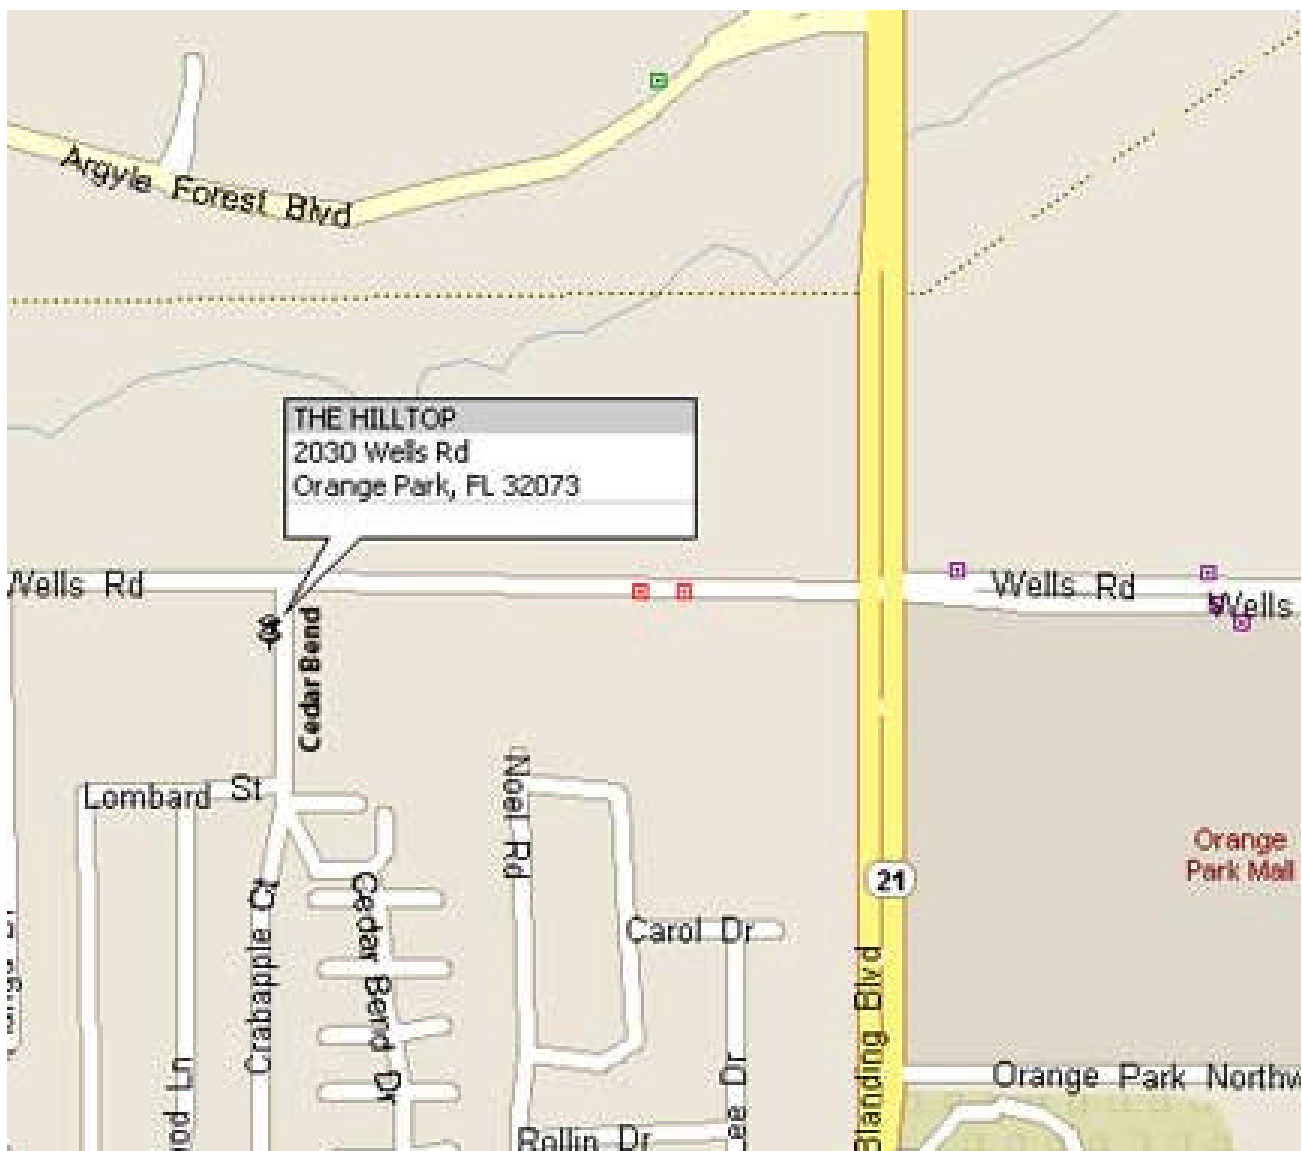 Argyle Forest Blvd
THE HILLTOP
2030 Wells Rd
Orange Park, FL 32073
Wells Rd
Wells Rd
Wells
Cedar Bend
Lombard St
Noel Rd
Orange
Park Mall
21
Crabapple Ct
Cedar Bend Dr
Carol Dr
Blanding Blvd
Lee Dr
Orange Park Northw
Rollin Dr